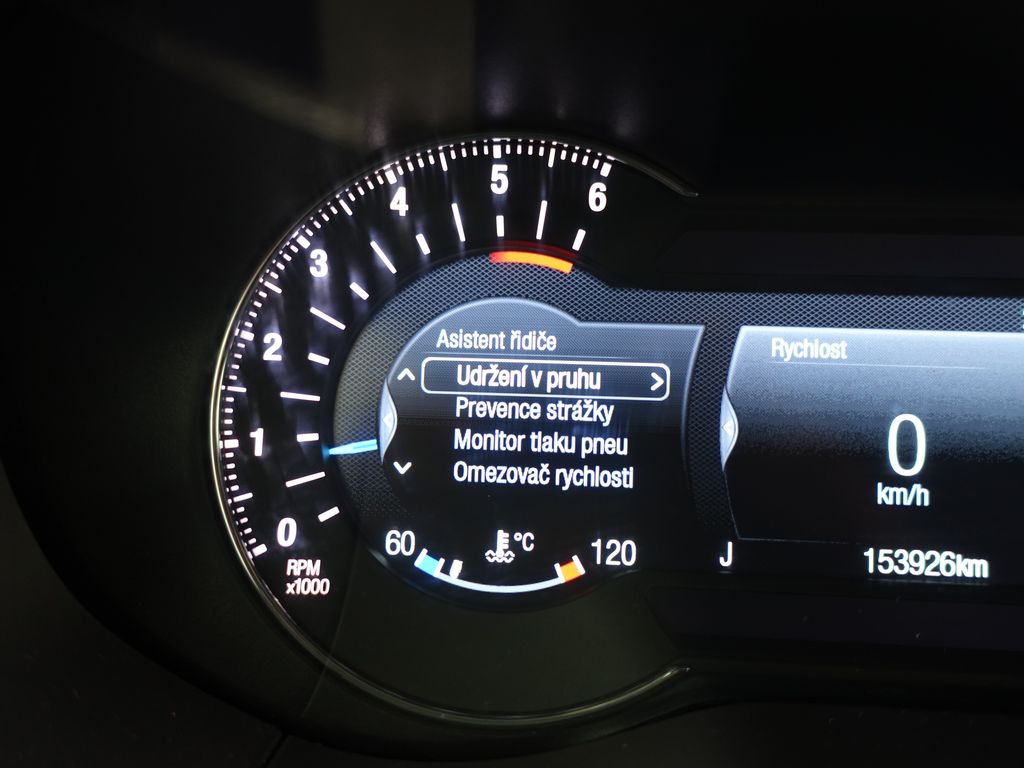 6
5
4
3
2
1
0
RPM
x1000
Asistent řidiče
Udržení v pruhu
Prevence strážky
Monitor tlaku pneu
Omezovač rychlosti
60 °C 120
Rychlost
0
km/h
J 153926km